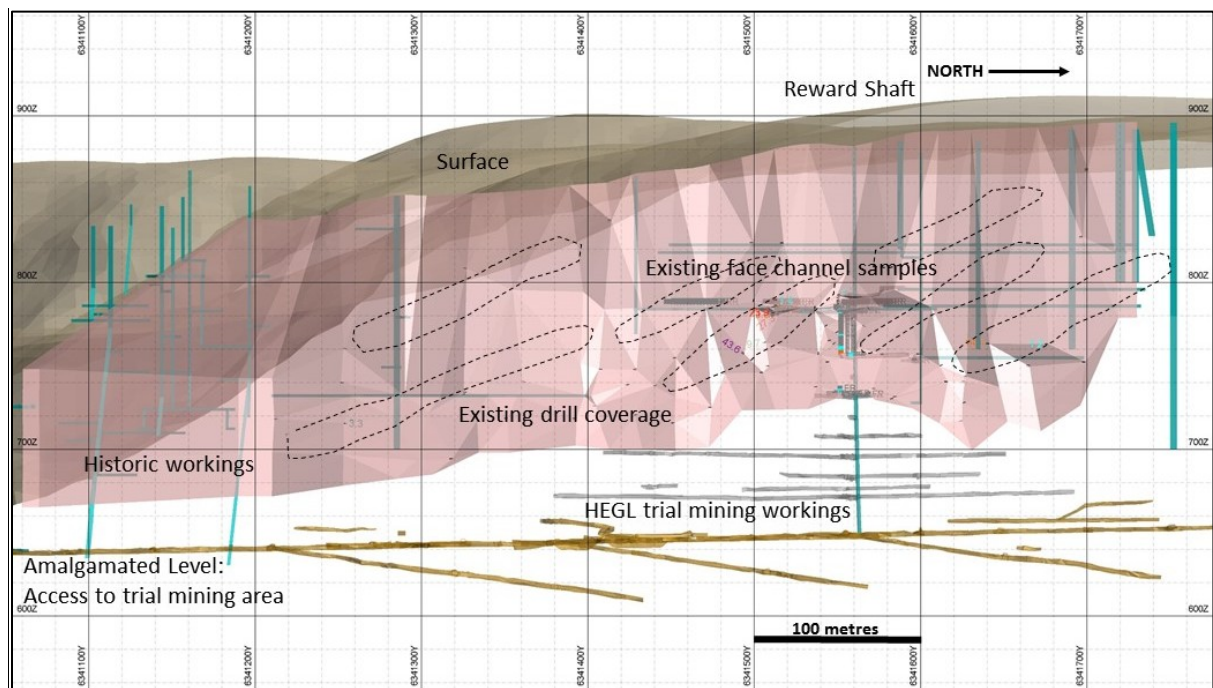 6341100Y
6341200Y
6341300Y
6341400Y
6341500Y
6341600Y
6341700Y
NORTH
Reward Shaft
900Z
900Z
Surface
800Z
Existing face channel samples
800Z
43.6
Existing drill coverage
3.3
700Z
700Z
Historic workings
HEGL trial mining workings
Amalgamated Level:
Access to trial mining area
600Z
600Z
100 metres
6341100Y
6341200Y
6341300Y
6341400Y
6341500Y
6341600Y
6341700Y